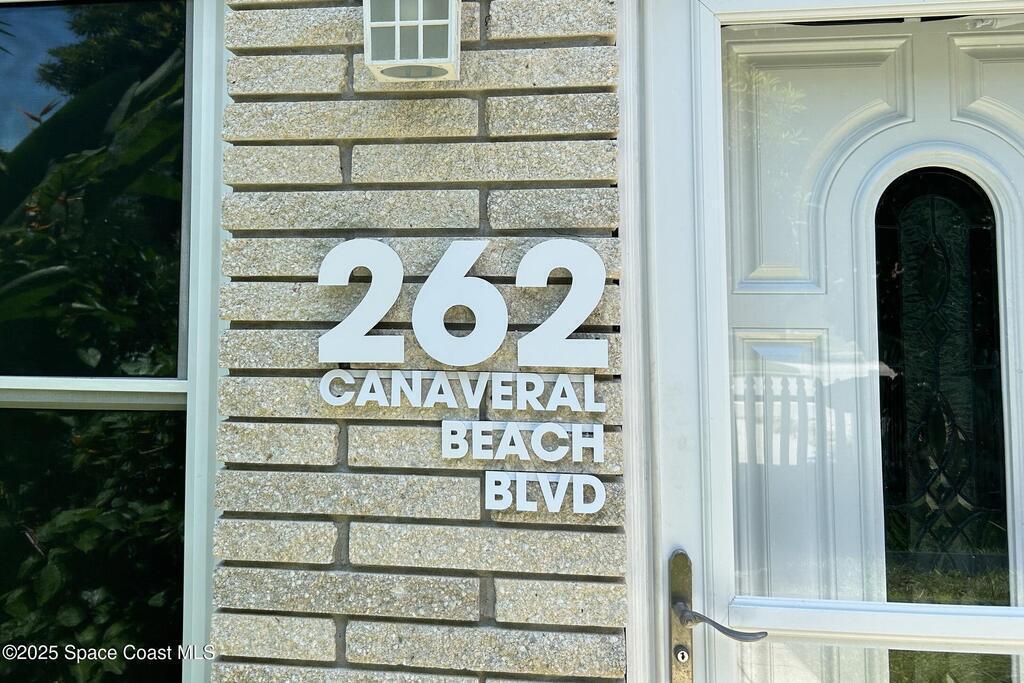 262
CANAVERAL
BEACH
BLVD
©2025 Space Coast MLS